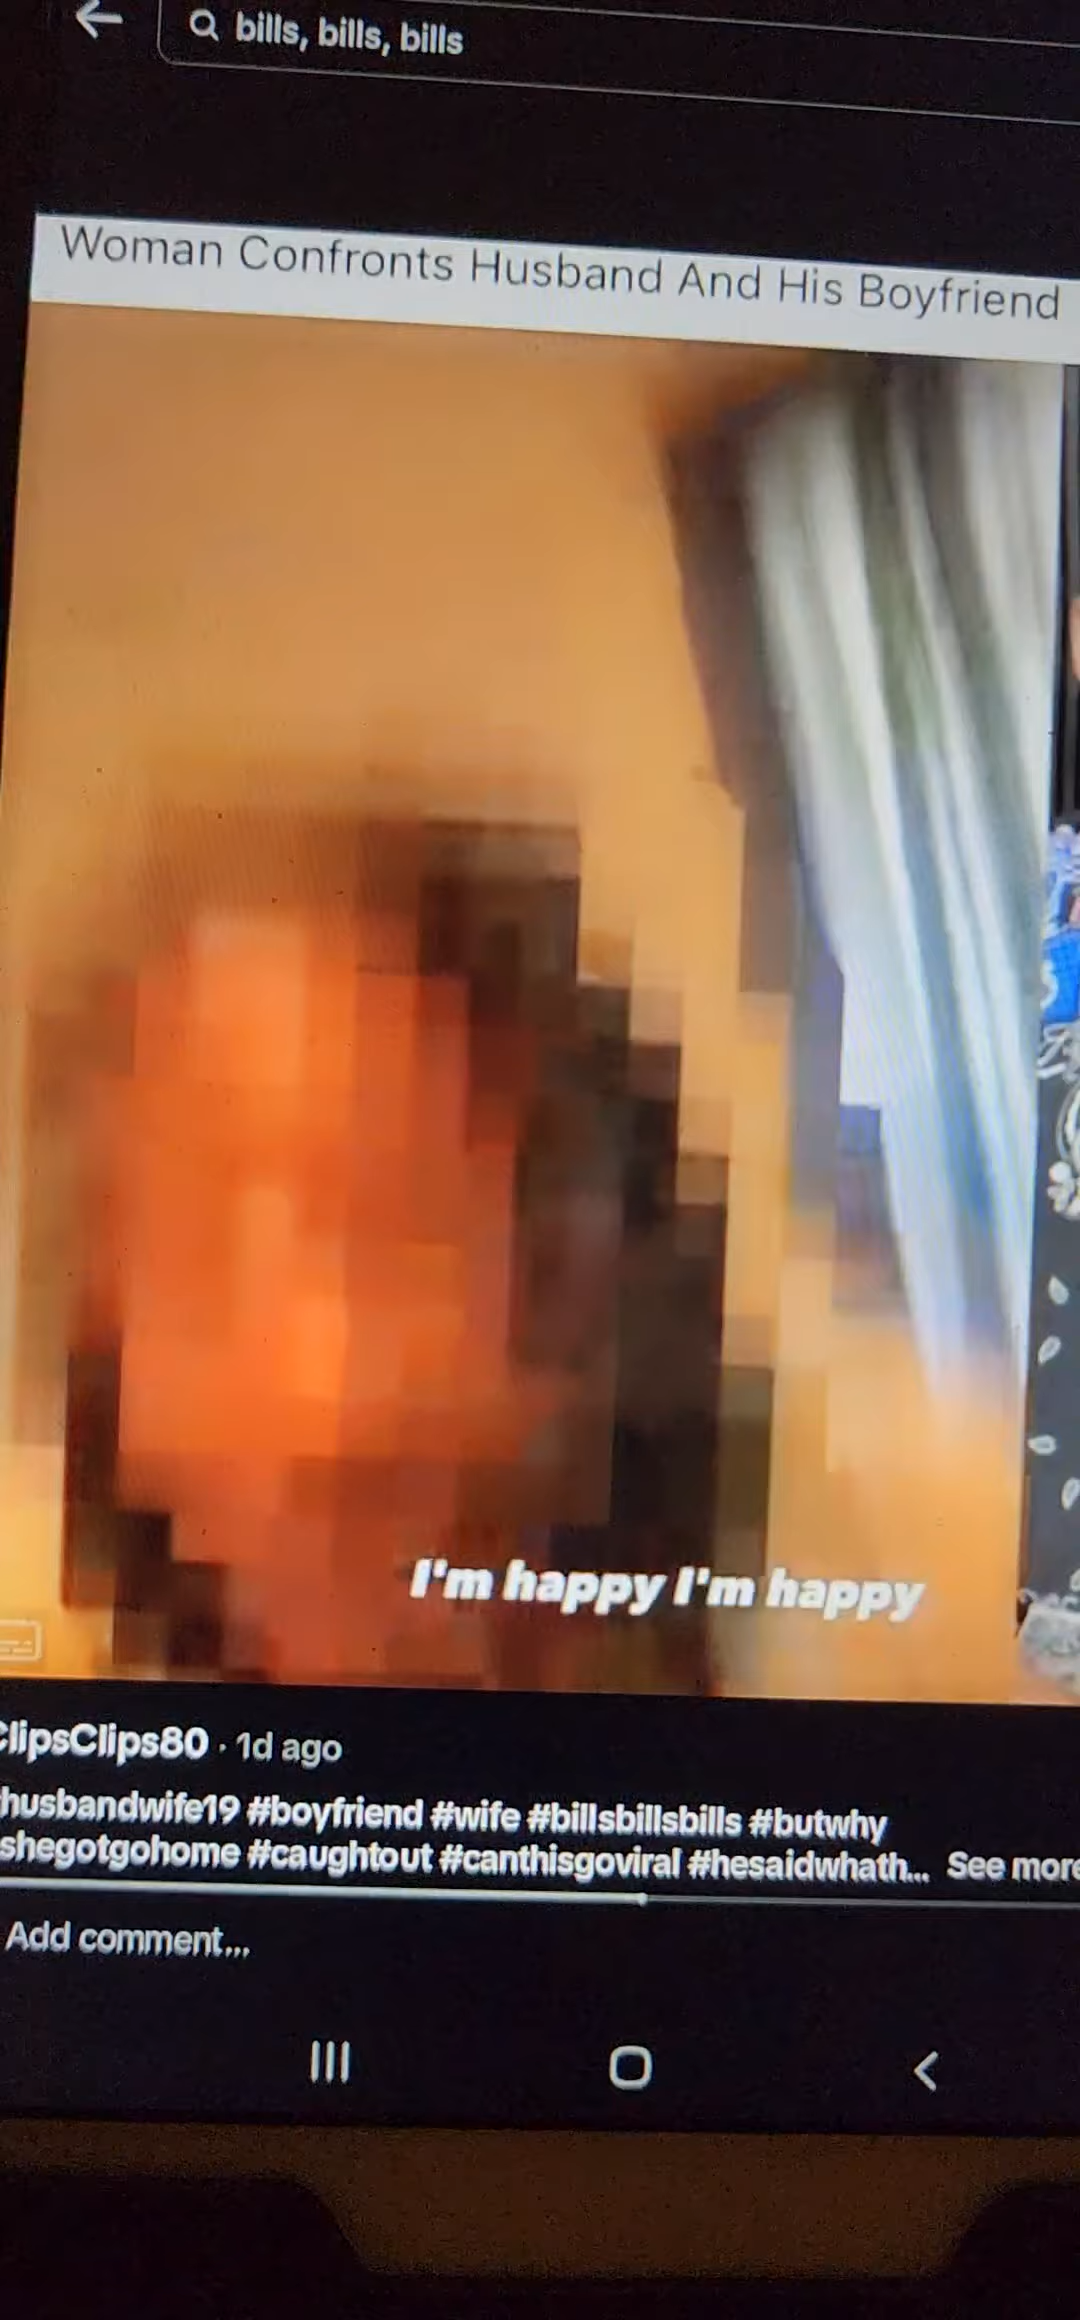 bills, bills, bills
Woman Confronts Husband And His Boyfriend
I'm happy I'm happy
ClipsClips80 · 1d ago
husbandwife19 #boyfriend #wife #billsbillsbills #butwhy
shegotgohome #caughtout #canthisgoviral #hesaidwhath... See more
Add comment...